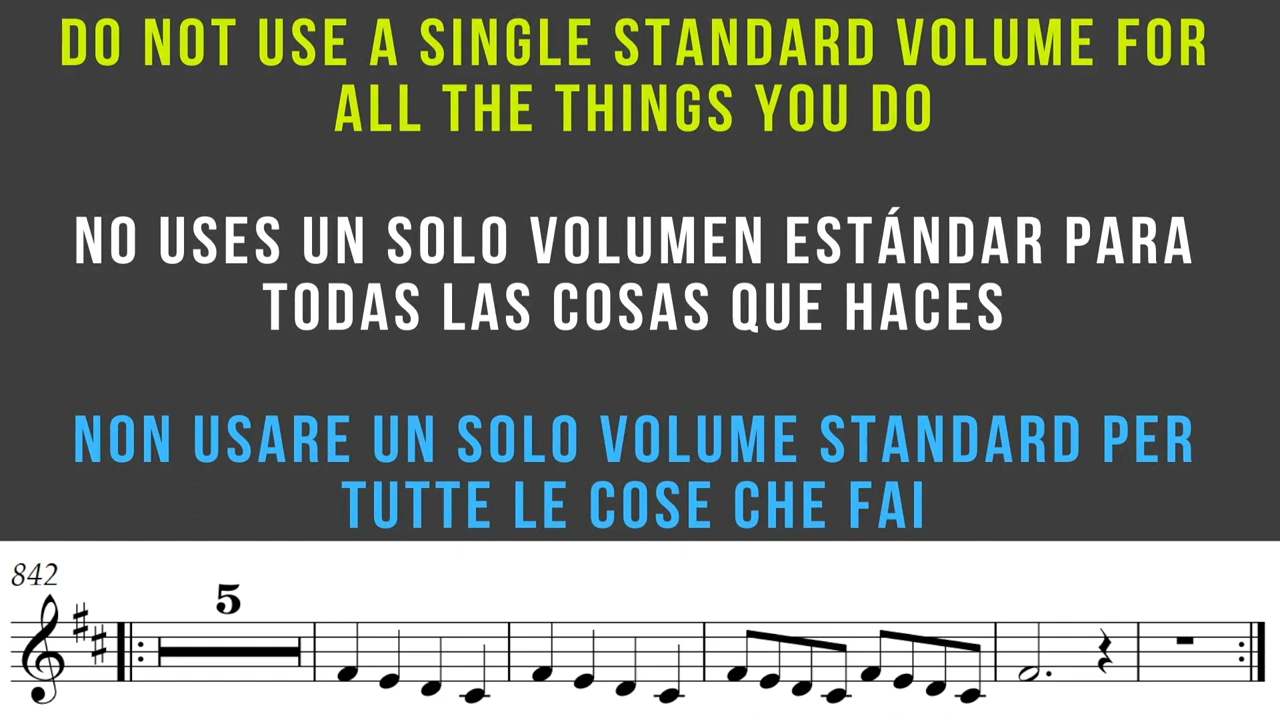 DO NOT USE A SINGLE STANDARD VOLUME FOR
ALL THE THINGS YOU DO
NO USES UN SOLO VOLUMEN ESTÁNDAR PARA
TODAS LAS COSAS QUE HACES
NON USARE UN SOLO VOLUME STANDARD PER
TUTTE LE COSE CHE FAI
842
5